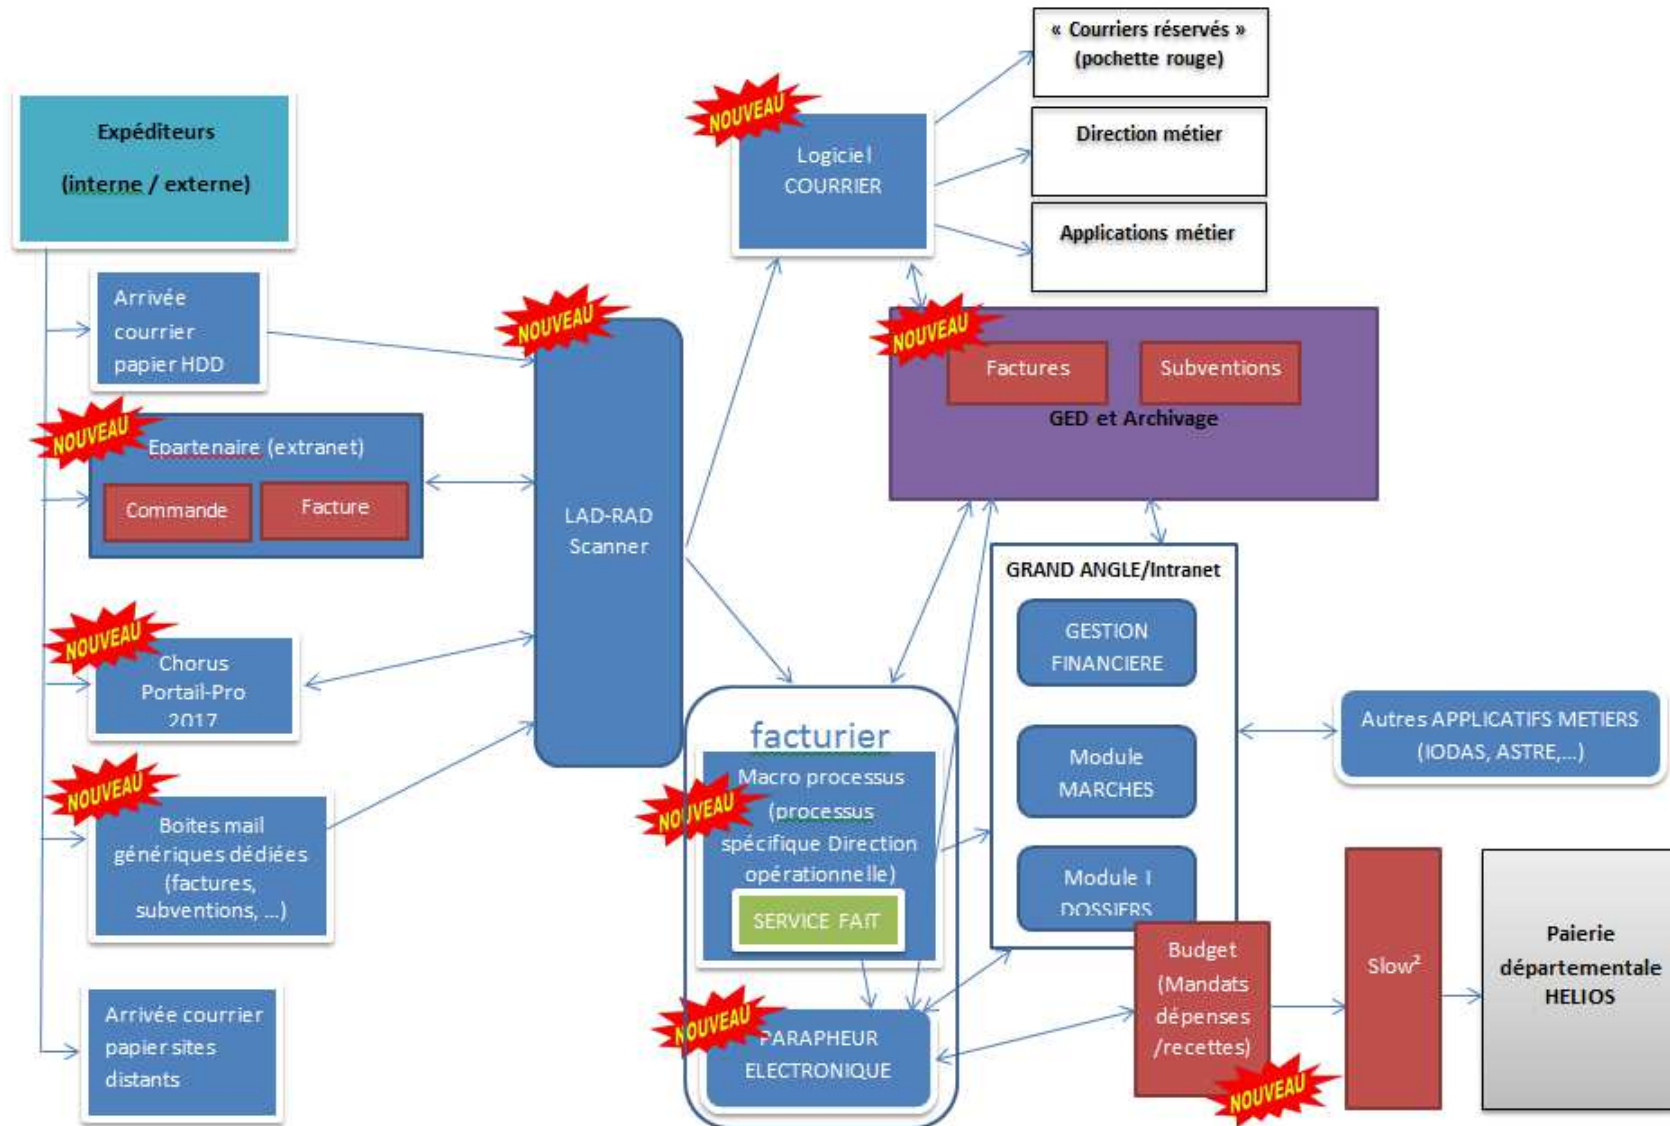 « Courriers réservés »
(pochette rouge)
NOUVEAU
Expéditeurs
(interne / externe)
Logiciel
COURRIER
Direction métier
Applications métier
Arrivée
courrier
papier HDD
NOUVEAU
NOUVEAU
Factures
Subventions
GED et Archivage
NOUVEAU
Epartenaire (extranet)
Commande
Facture
LAD-RAD
Scanner
GRAND ANGLE/Intranet
GESTION
FINANCIERE
NOUVEAU
Chorus
Portail-Pro
2017
facturier
Macro processus
(processus
spécifique Direction
opérationnelle)
NOUVEAU
SERVICE FAIT
Module
MARCHES
Autres APPLICATIFS METIERS
(IODAS, ASTRE,...)
NOUVEAU
Boites mail
génériques dédiées
(factures,
subventions, ...)
Module I
DOSSIERS
Budget
(Mandats
dépenses
/recettes)
NOUVEAU
Slow²
Paierie
départementale
HELIOS
Arrivée courrier
papier sites
distants
NOUVEAU
PARAPHEUR
ELECTRONIQUE